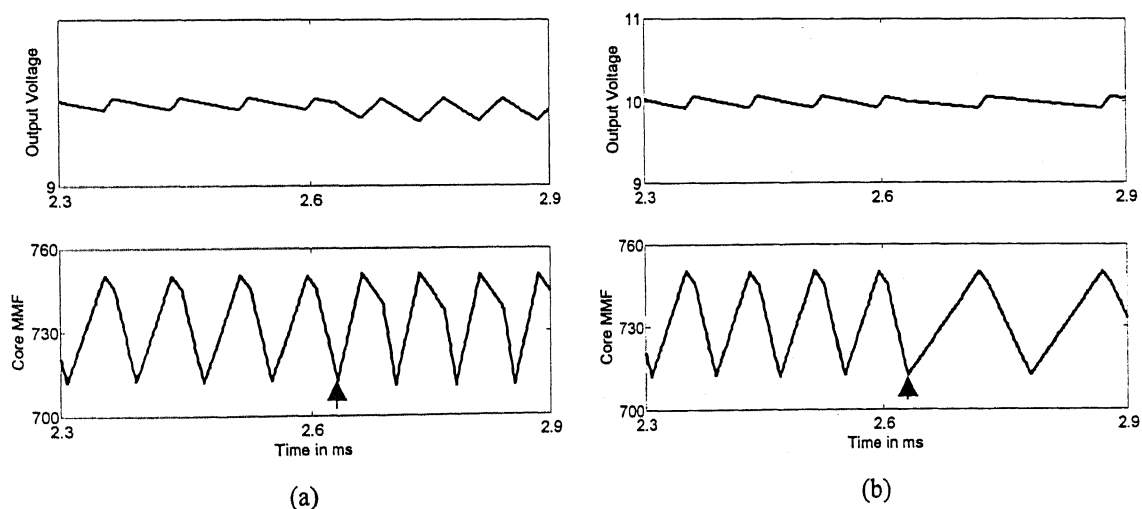 Output Voltage
9
2.3
2.6
2.9
760
730
700
Core MMF
2.3
2.6
2.9
Time in ms
(a)
11
10
9
Output Voltage
2.3
2.6
2.9
760
730
700
Core MMF
2.3
2.6
2.9
Time in ms
(b)